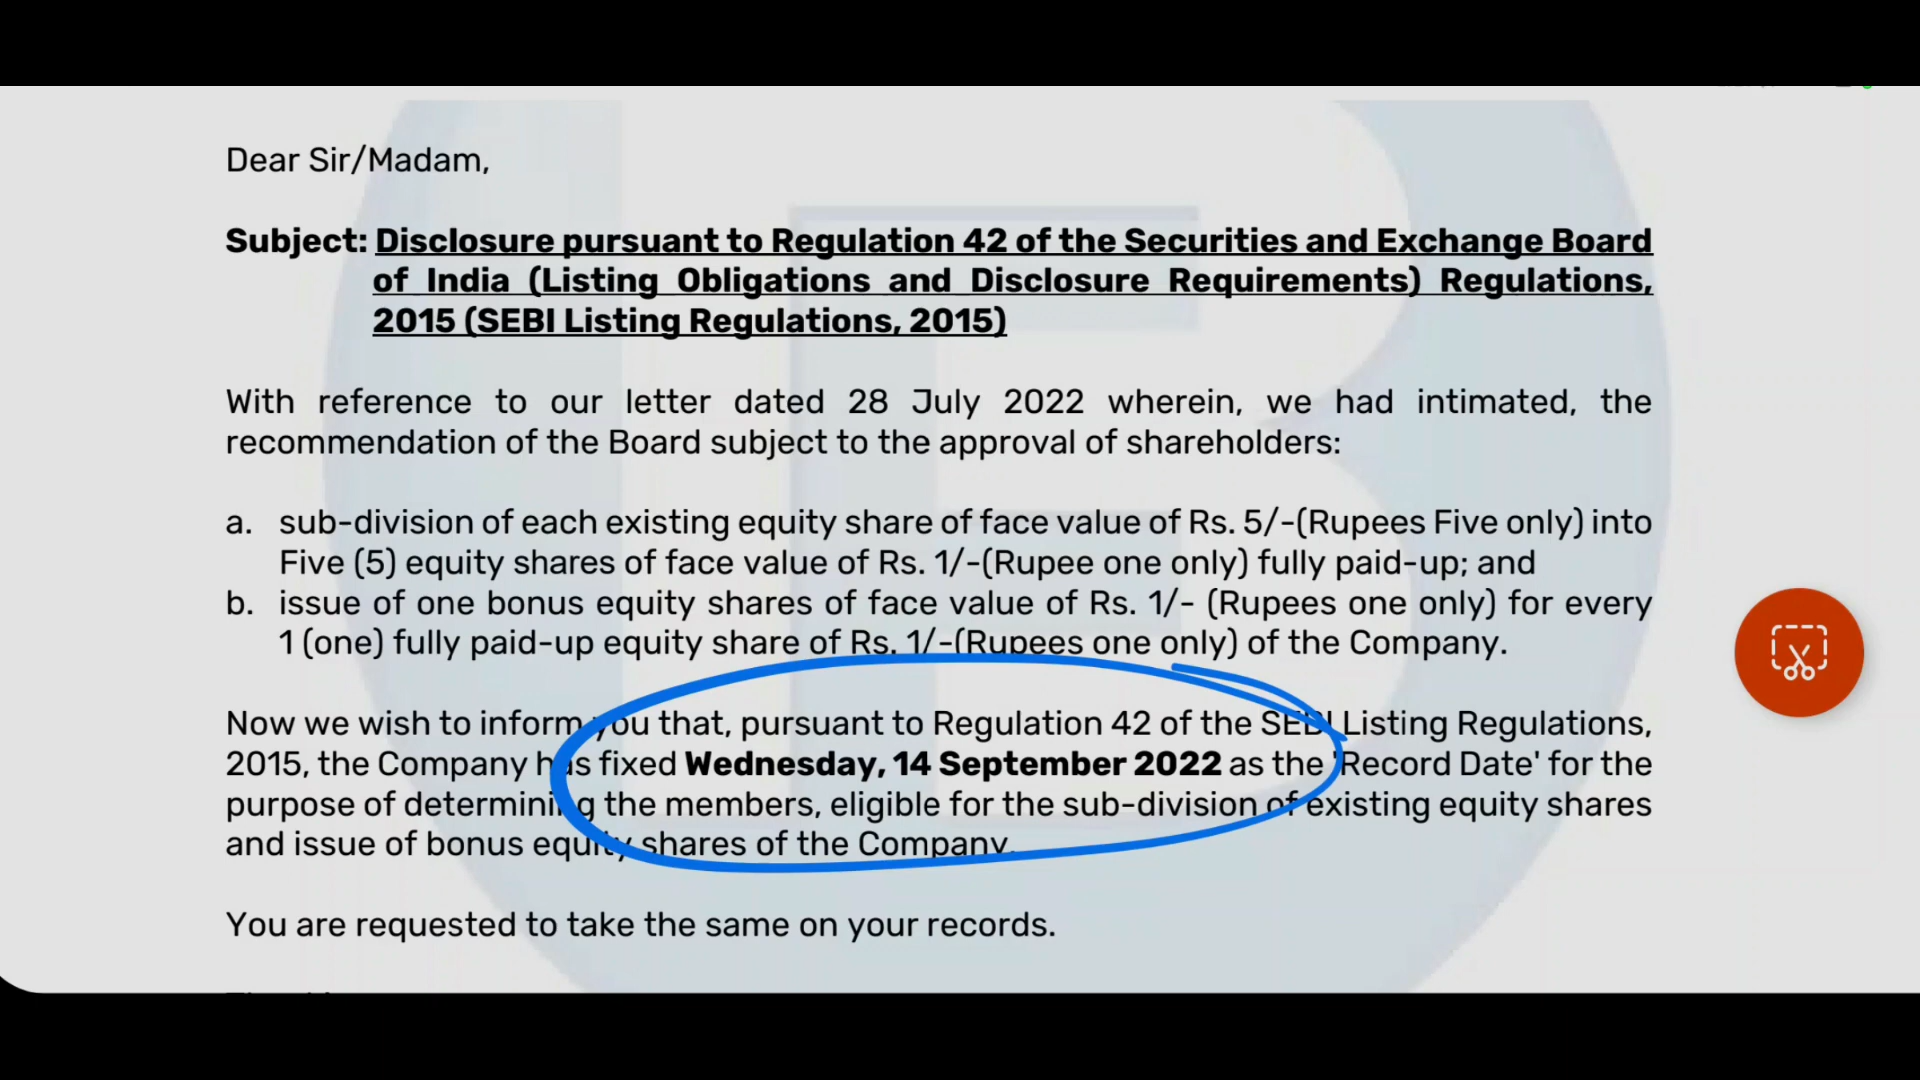 Dear Sir/Madam,
Subject: Disclosure pursuant to Regulation 42 of the Securities and Exchange Board
of India (Listing Obligations and Disclosure Requirements) Regulations,
2015 (SEBI Listing Regulations, 2015)
With reference to our letter dated 28 July 2022 wherein, we had intimated, the
recommendation of the Board subject to the approval of shareholders:
a. sub-division of each existing equity share of face value of Rs. 5/-(Rupees Five only) into
Five (5) equity shares of face value of Rs. 1/-(Rupee one only) fully paid-up; and
b. issue of one bonus equity shares of face value of Rs. 1/- (Rupees one only) for every
1 (one) fully paid-up equity share of Rs. 1/-(Rupees one only) of the Company.
Now we wish to inform you that, pursuant to Regulation 42 of the SEBI Listing Regulations,
2015, the Company has fixed Wednesday, 14 September 2022 as the 'Record Date' for the
purpose of determining the members, eligible for the sub-division of existing equity shares
and issue of bonus equity shares of the Company.
You are requested to take the same on your records.